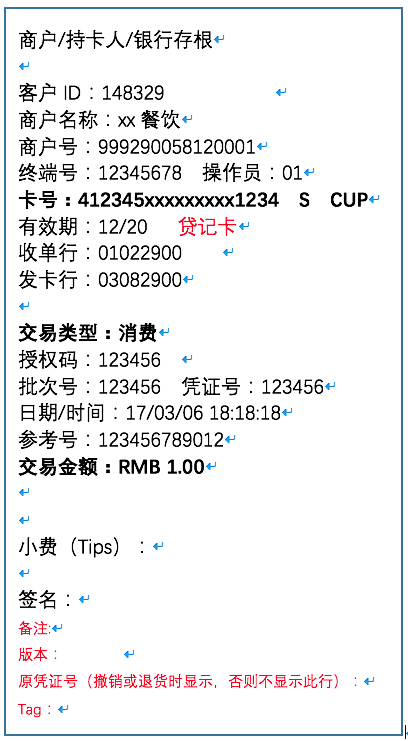 商户/持卡人/银行存根
客户 ID：148329
商户名称：xx 餐饮
商户号：999290058120001
终端号：12345678 操作员：01
卡号：412345xxxxxxxxx1234 S CUP
有效期：12/20 贷记卡
收单行：01022900
发卡行：03082900
交易类型：消费
授权码：123456
批次号：123456 凭证号：123456
日期/时间：17/03/06 18:18:18
参考号：123456789012
交易金额：RMB 1.00
小费（Tips）：
签名：
备注:
版本：
原凭证号（撤销或退货时显示，否则不显示此行）：
Tag：